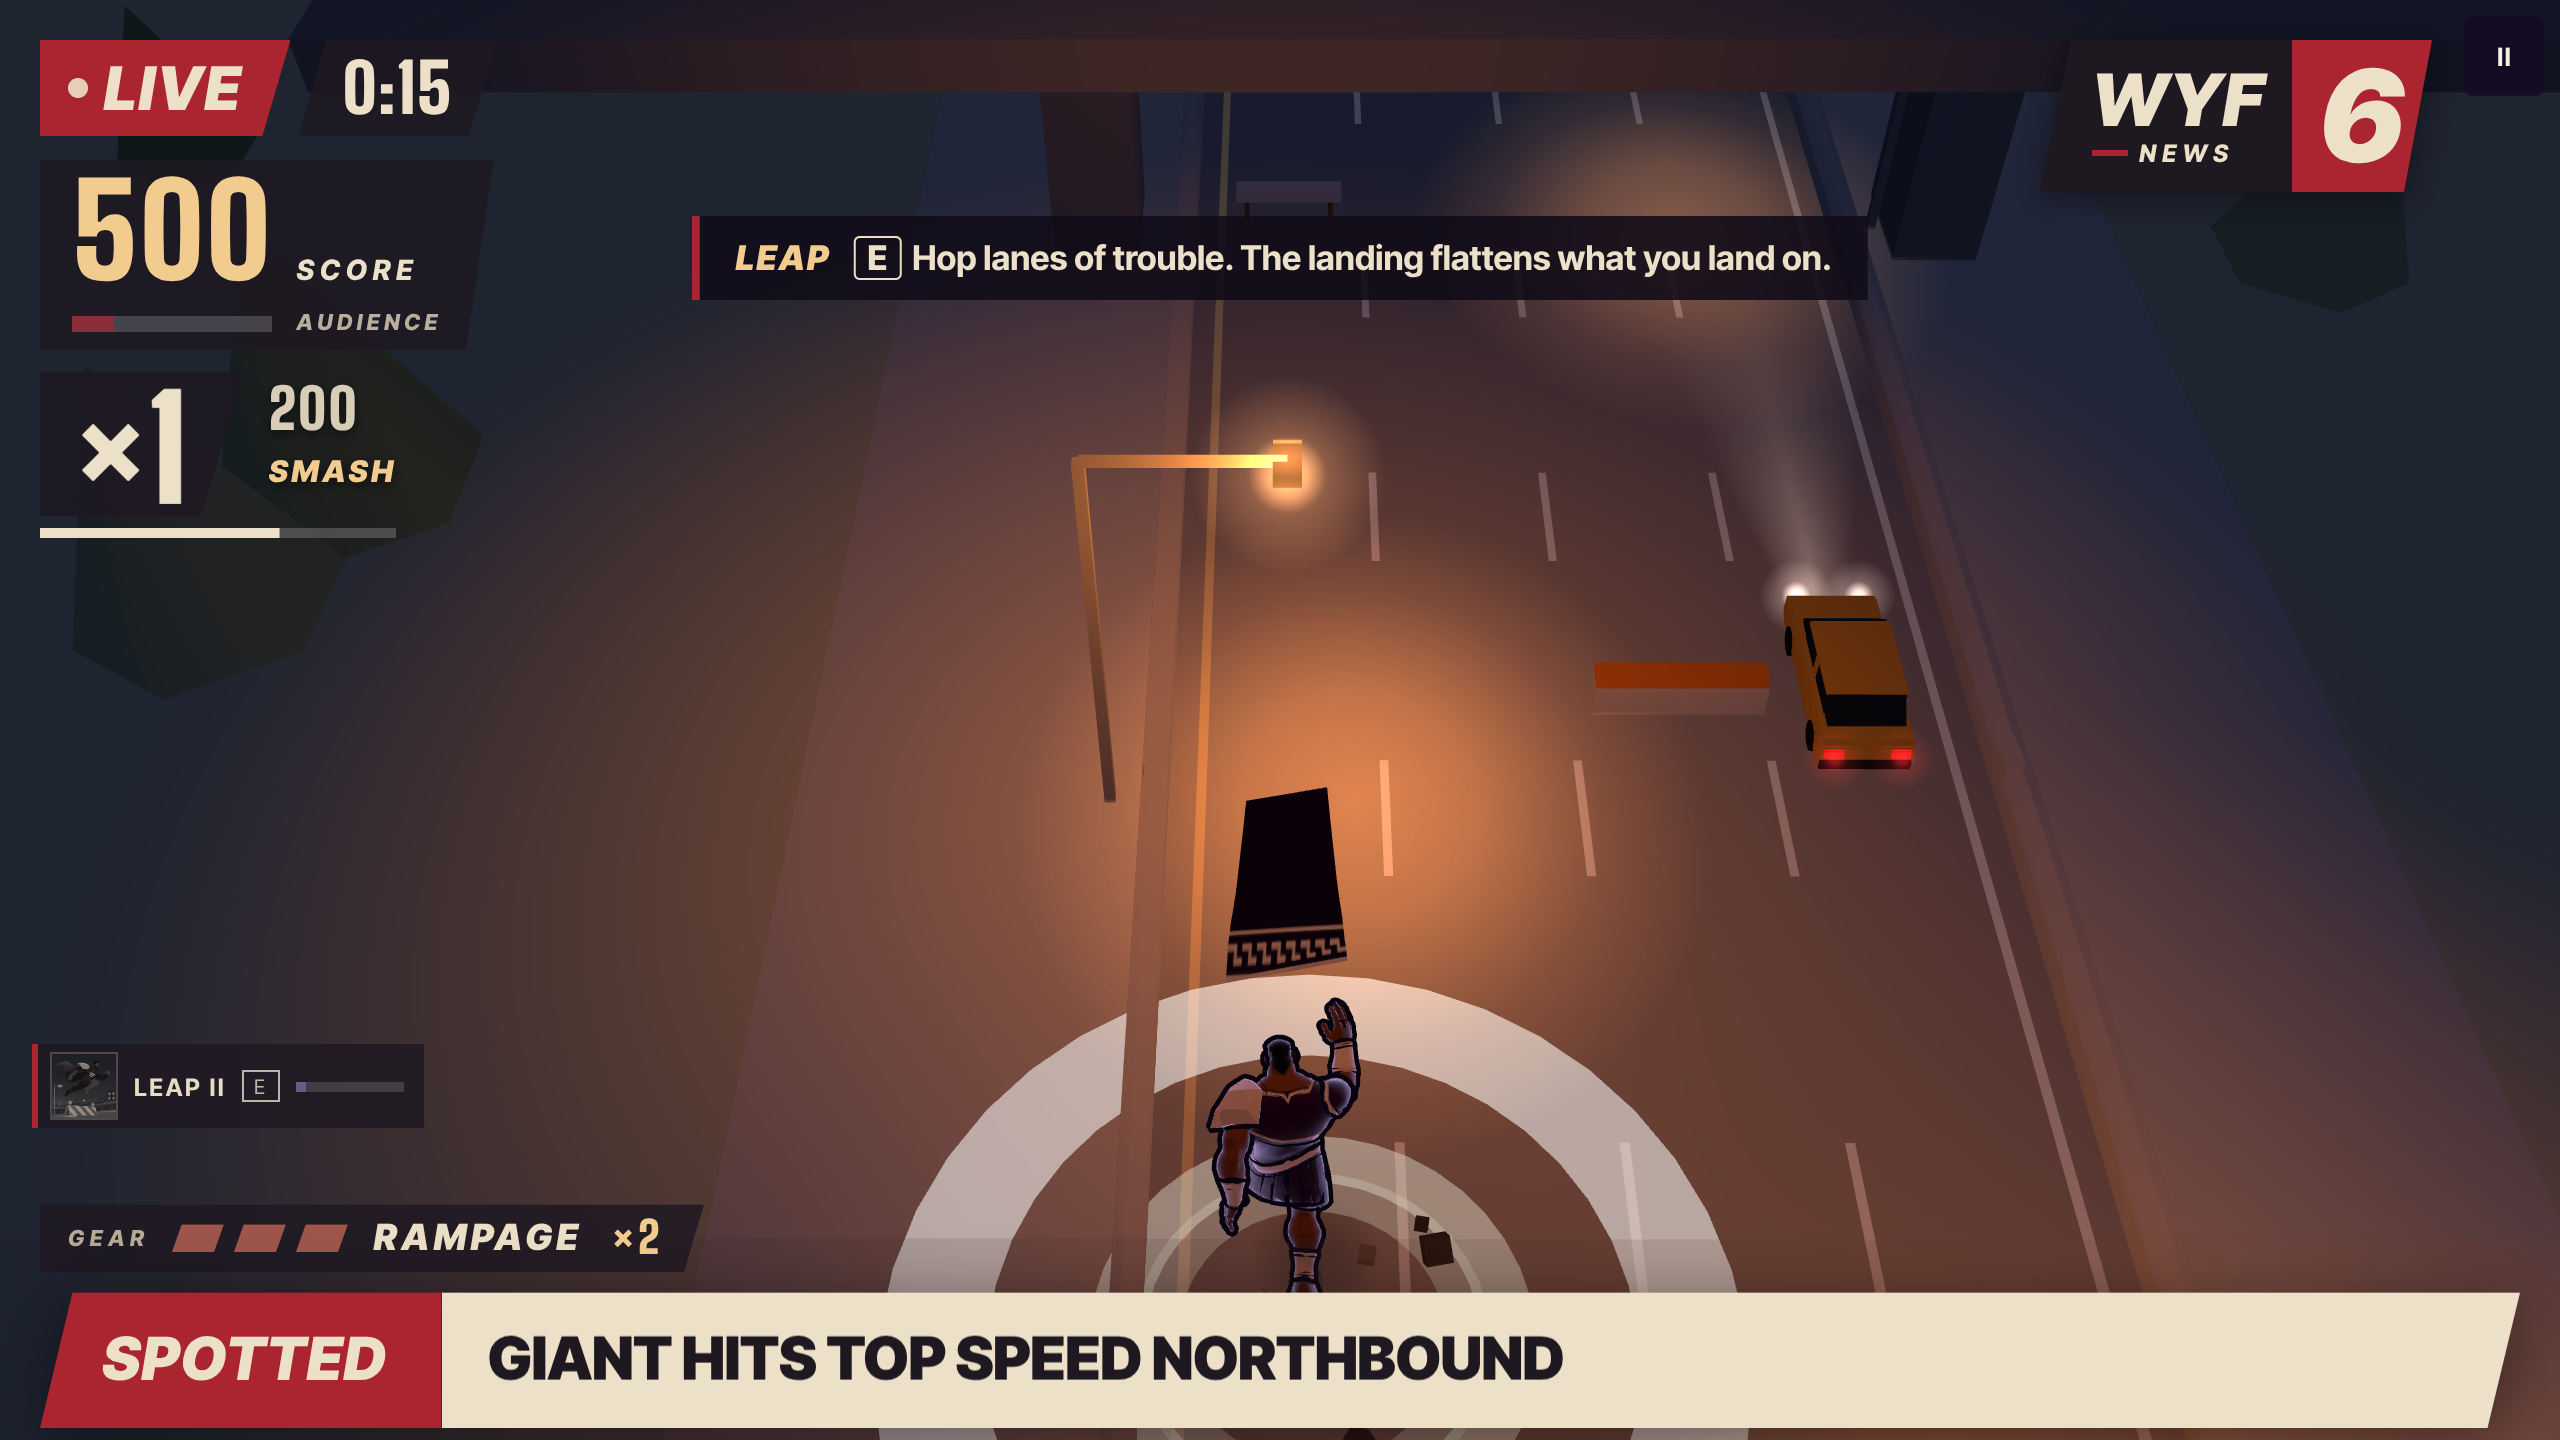 LIVE
0:15
WYF
NEWS
6
500 SCORE
AUDIENCE
×1
200
SMASH
LEAP E Hop lanes of trouble. The landing flattens what you land on.
LEAP II E
GEAR RAMPAGE ×2
SPOTTED
GIANT HITS TOP SPEED NORTHBOUND